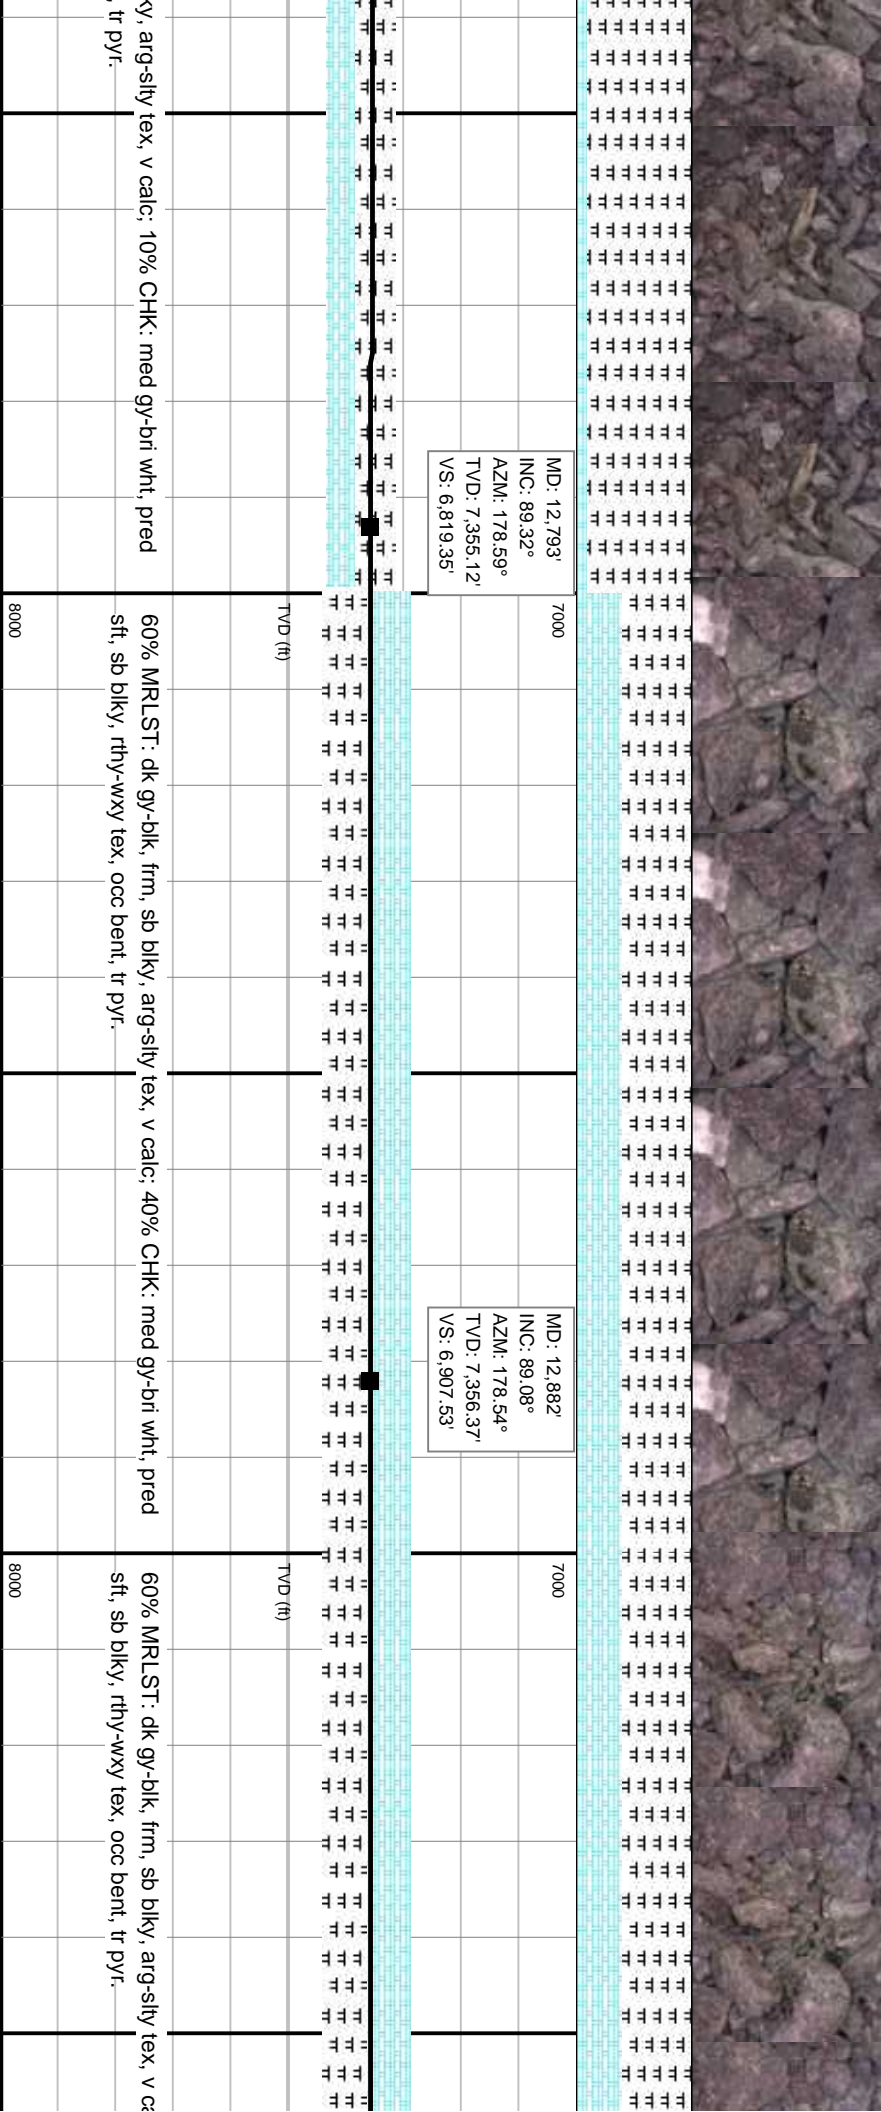 ky, arg-slty tex, v calc; 10% CHK: med gy-bri wht, pred
, tr pyr.
MD: 12,793'
INC: 89.32°
AZM: 178.59°
TVD: 7,355.12'
VS: 6,819.35'
7000
TVD (ft)
8000
60% MRLST: dk gy-blk, frm, sb blky, arg-slty tex, v calc; 40% CHK: med gy-bri wht, pred
sft, sb blky, rthy-wxy tex, occ bent, tr pyr.
MD: 12,882'
INC: 89.08°
AZM: 178.54°
TVD: 7,356.37'
VS: 6,907.53'
7000
TVD (ft)
8000
60% MRLST: dk gy-blk, frm, sb blky, arg-slty tex, v ca
sft, sb blky, rthy-wxy tex, occ bent, tr pyr.